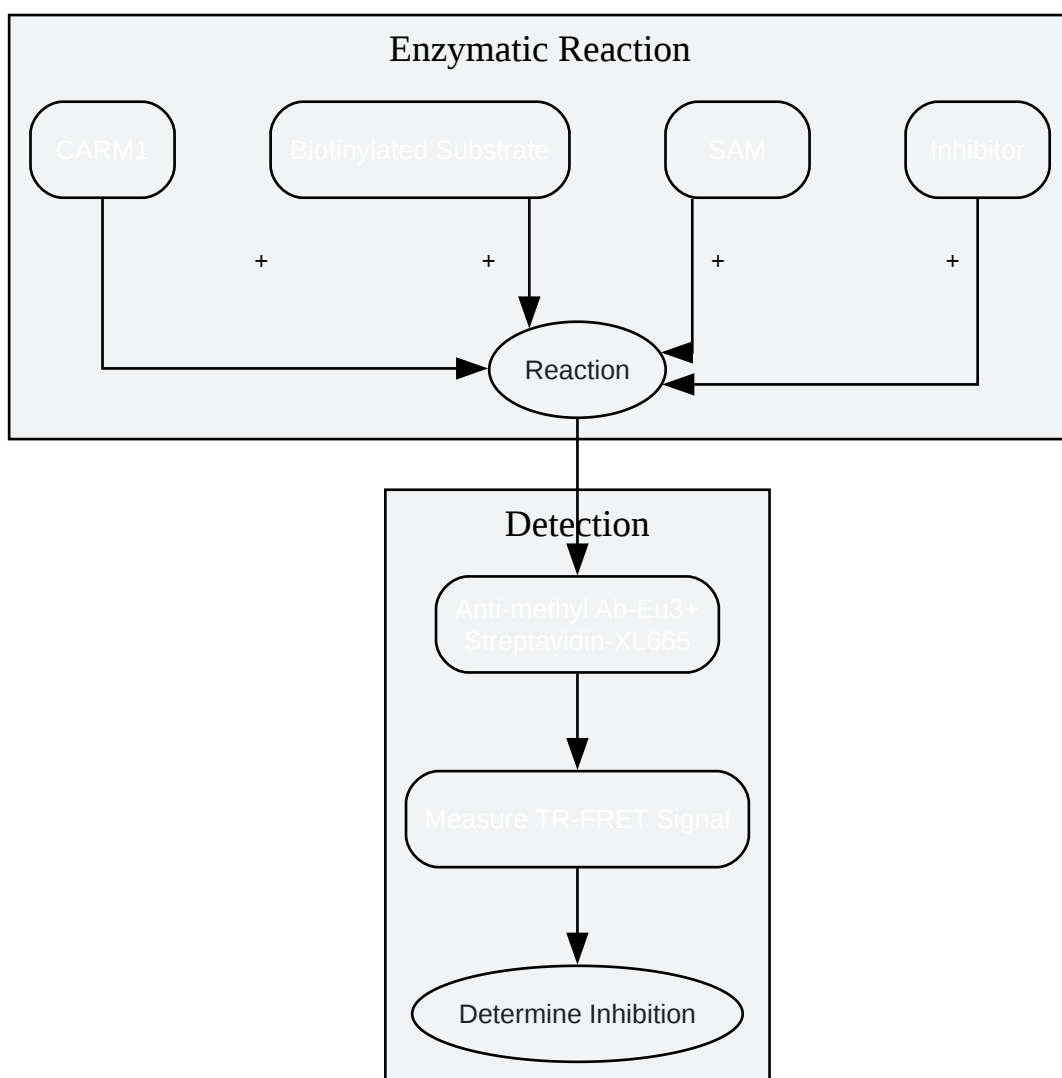 Enzymatic Reaction
CARM1
Biotinylated Substrate
SAM
Inhibitor
+
+
+
+
Reaction
Detection
Anti-methyl Ab-Eu3+
Streptavidin-XL665
Measure TR-FRET Signal
Determine Inhibition